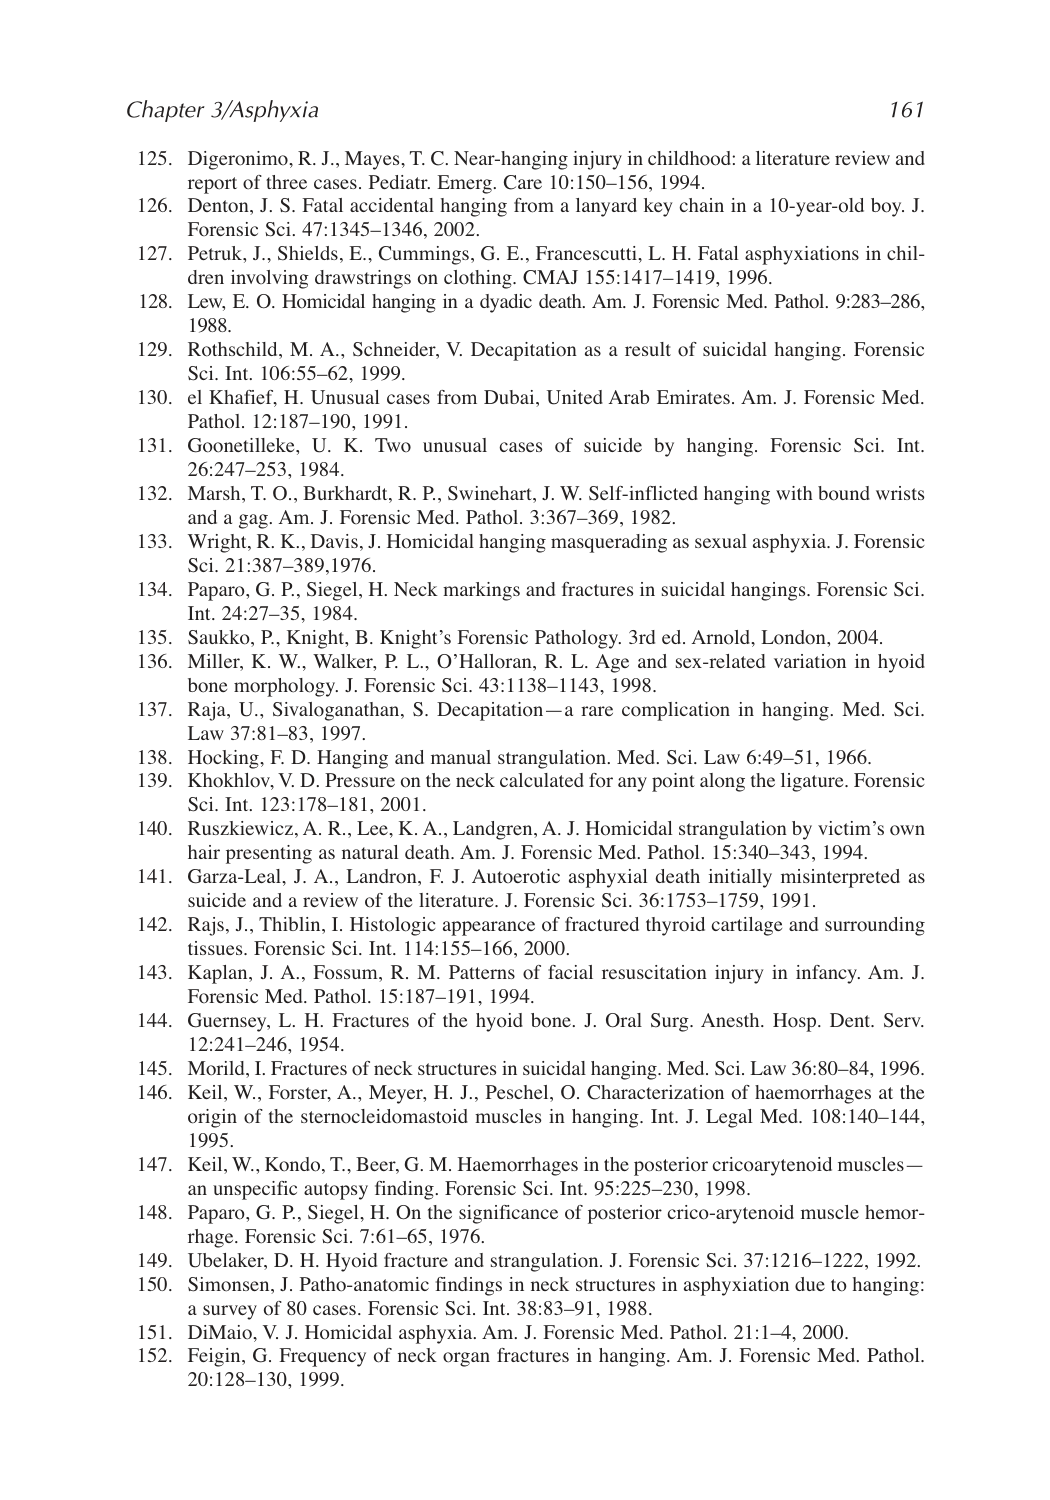 Chapter 3/Asphyxia 161
125. Digeronimo, R. J., Mayes, T. C. Near-hanging injury in childhood: a literature review and
report of three cases. Pediatr. Emerg. Care 10:150–156, 1994.
126. Denton, J. S. Fatal accidental hanging from a lanyard key chain in a 10-year-old boy. J.
Forensic Sci. 47:1345–1346, 2002.
127. Petruk, J., Shields, E., Cummings, G. E., Francescutti, L. H. Fatal asphyxiations in chil-
dren involving drawstrings on clothing. CMAJ 155:1417–1419, 1996.
128. Lew, E. O. Homicidal hanging in a dyadic death. Am. J. Forensic Med. Pathol. 9:283–286,
1988.
129. Rothschild, M. A., Schneider, V. Decapitation as a result of suicidal hanging. Forensic
Sci. Int. 106:55–62, 1999.
130. el Khafief, H. Unusual cases from Dubai, United Arab Emirates. Am. J. Forensic Med.
Pathol. 12:187–190, 1991.
131. Goonetilleke, U. K. Two unusual cases of suicide by hanging. Forensic Sci. Int.
26:247–253, 1984.
132. Marsh, T. O., Burkhardt, R. P., Swinehart, J. W. Self-inflicted hanging with bound wrists
and a gag. Am. J. Forensic Med. Pathol. 3:367–369, 1982.
133. Wright, R. K., Davis, J. Homicidal hanging masquerading as sexual asphyxia. J. Forensic
Sci. 21:387–389,1976.
134. Paparo, G. P., Siegel, H. Neck markings and fractures in suicidal hangings. Forensic Sci.
Int. 24:27–35, 1984.
135. Saukko, P., Knight, B. Knight’s Forensic Pathology. 3rd ed. Arnold, London, 2004.
136. Miller, K. W., Walker, P. L., O’Halloran, R. L. Age and sex-related variation in hyoid
bone morphology. J. Forensic Sci. 43:1138–1143, 1998.
137. Raja, U., Sivaloganathan, S. Decapitation—a rare complication in hanging. Med. Sci.
Law 37:81–83, 1997.
138. Hocking, F. D. Hanging and manual strangulation. Med. Sci. Law 6:49–51, 1966.
139. Khokhlov, V. D. Pressure on the neck calculated for any point along the ligature. Forensic
Sci. Int. 123:178–181, 2001.
140. Ruszkiewicz, A. R., Lee, K. A., Landgren, A. J. Homicidal strangulation by victim’s own
hair presenting as natural death. Am. J. Forensic Med. Pathol. 15:340–343, 1994.
141. Garza-Leal, J. A., Landron, F. J. Autoerotic asphyxial death initially misinterpreted as
suicide and a review of the literature. J. Forensic Sci. 36:1753–1759, 1991.
142. Rajs, J., Thiblin, I. Histologic appearance of fractured thyroid cartilage and surrounding
tissues. Forensic Sci. Int. 114:155–166, 2000.
143. Kaplan, J. A., Fossum, R. M. Patterns of facial resuscitation injury in infancy. Am. J.
Forensic Med. Pathol. 15:187–191, 1994.
144. Guernsey, L. H. Fractures of the hyoid bone. J. Oral Surg. Anesth. Hosp. Dent. Serv.
12:241–246, 1954.
145. Morild, I. Fractures of neck structures in suicidal hanging. Med. Sci. Law 36:80–84, 1996.
146. Keil, W., Forster, A., Meyer, H. J., Peschel, O. Characterization of haemorrhages at the
origin of the sternocleidomastoid muscles in hanging. Int. J. Legal Med. 108:140–144,
1995.
147. Keil, W., Kondo, T., Beer, G. M. Haemorrhages in the posterior cricoarytenoid muscles—
an unspecific autopsy finding. Forensic Sci. Int. 95:225–230, 1998.
148. Paparo, G. P., Siegel, H. On the significance of posterior crico-arytenoid muscle hemor-
rhage. Forensic Sci. 7:61–65, 1976.
149. Ubelaker, D. H. Hyoid fracture and strangulation. J. Forensic Sci. 37:1216–1222, 1992.
150. Simonsen, J. Patho-anatomic findings in neck structures in asphyxiation due to hanging:
a survey of 80 cases. Forensic Sci. Int. 38:83–91, 1988.
151. DiMaio, V. J. Homicidal asphyxia. Am. J. Forensic Med. Pathol. 21:1–4, 2000.
152. Feigin, G. Frequency of neck organ fractures in hanging. Am. J. Forensic Med. Pathol.
20:128–130, 1999.